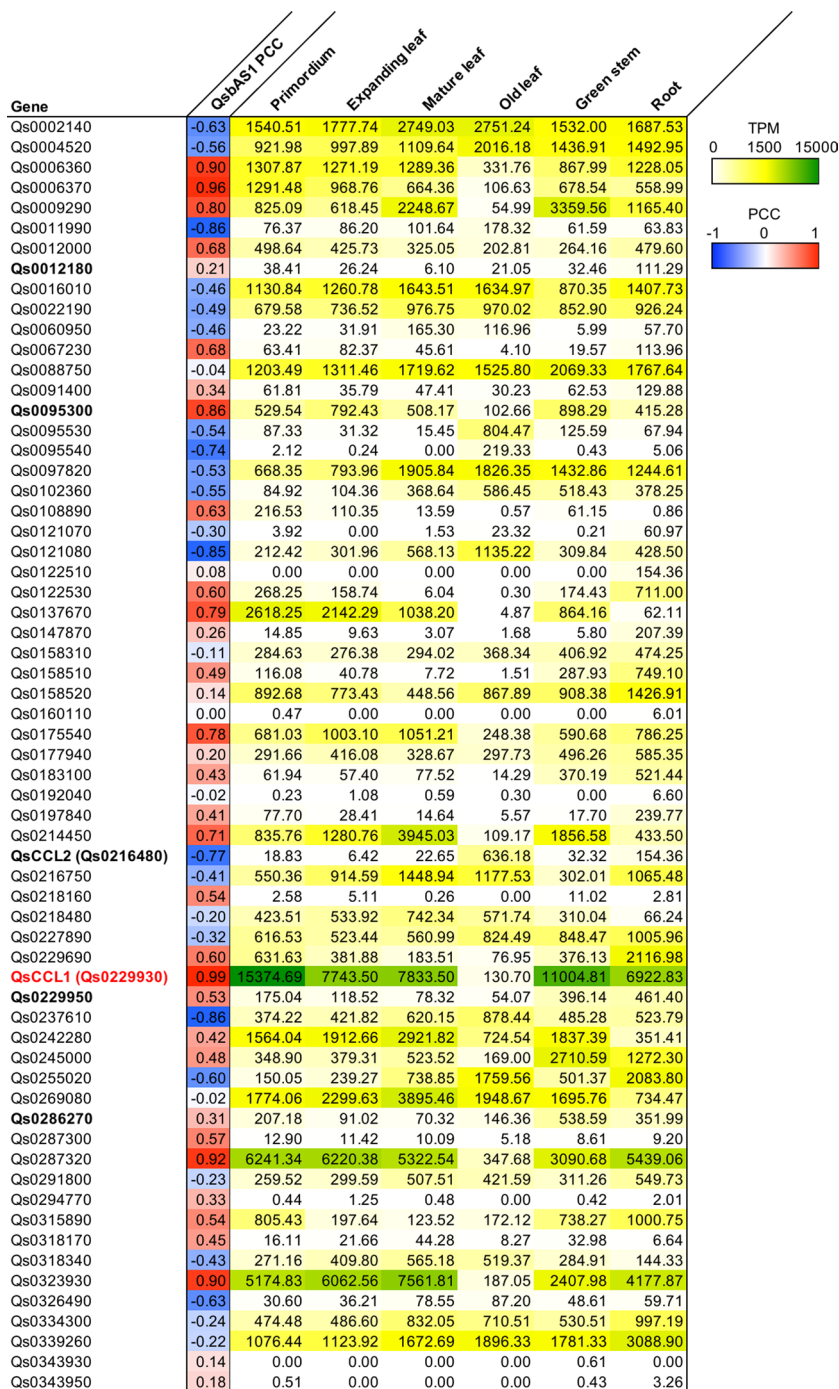 Gene QsbAS1 PCC Primordium Expanding leaf Mature leaf Old leaf Green stem Root
Qs0002140 -0.63 1540.51 1777.74 2749.03 2751.24 1532.00 1687.53
Qs0004520 -0.56 921.98 997.89 1109.64 2016.18 1436.91 1492.95
Qs0006360 0.90 1307.87 1271.19 1289.36 331.76 867.99 1228.05
Qs0006370 0.96 1291.48 968.76 664.36 106.63 678.54 558.99
Qs0009290 0.80 825.09 618.45 2248.67 54.99 3359.56 1165.40
Qs0011990 -0.86 76.37 86.20 101.64 178.32 61.59 63.83
Qs0012000 0.68 498.64 425.73 325.05 202.81 264.16 479.60
Qs0012180 0.21 38.41 26.24 6.10 21.05 32.46 111.29
Qs0016010 -0.46 1130.84 1260.78 1643.51 1634.97 870.35 1407.73
Qs0022190 -0.49 679.58 736.52 976.75 970.02 852.90 926.24
Qs0060950 -0.46 23.22 31.91 165.30 116.96 5.99 57.70
Qs0067230 0.68 63.41 82.37 45.61 4.10 19.57 113.96
Qs0088750 -0.04 1203.49 1311.46 1719.62 1525.80 2069.33 1767.64
Qs0091400 0.34 61.81 35.79 47.41 30.23 62.53 129.88
Qs0095300 0.86 529.54 792.43 508.17 102.66 898.29 415.28
Qs0095530 -0.54 87.33 31.32 15.45 804.47 125.59 67.94
Qs0095540 -0.74 2.12 0.24 0.00 219.33 0.43 5.06
Qs0097820 -0.53 668.35 793.96 1905.84 1826.35 1432.86 1244.61
Qs0102360 -0.55 84.92 104.36 368.64 586.45 518.43 378.25
Qs0108890 0.63 216.53 110.35 13.59 0.57 61.15 0.86
Qs0121070 -0.30 3.92 0.00 1.53 23.32 0.21 60.97
Qs0121080 -0.85 212.42 301.96 568.13 1135.22 309.84 428.50
Qs0122510 0.08 0.00 0.00 0.00 0.00 0.00 154.36
Qs0122530 0.60 268.25 158.74 6.04 0.30 174.43 711.00
Qs0137670 0.79 2618.25 2142.29 1038.20 4.87 864.16 62.11
Qs0147870 0.26 14.85 9.63 3.07 1.68 5.80 207.39
Qs0158310 -0.11 284.63 276.38 294.02 368.34 406.92 474.25
Qs0158510 0.49 116.08 40.78 7.72 1.51 287.93 749.10
Qs0158520 0.14 892.68 773.43 448.56 867.89 908.38 1426.91
Qs0160110 0.00 0.47 0.00 0.00 0.00 0.00 6.01
Qs0175540 0.78 681.03 1003.10 1051.21 248.38 590.68 786.25
Qs0177940 0.20 291.66 416.08 328.67 297.73 496.26 585.35
Qs0183100 0.43 61.94 57.40 77.52 14.29 370.19 521.44
Qs0192040 -0.02 0.23 1.08 0.59 0.30 0.00 6.60
Qs0197840 0.41 77.70 28.41 14.64 5.57 17.70 239.77
Qs0214450 0.71 835.76 1280.76 3945.03 109.17 1856.58 433.50
QsCCL2 (Qs0216480) -0.77 18.83 6.42 22.65 636.18 32.32 154.36
Qs0216750 -0.41 550.36 914.59 1448.94 1177.53 302.01 1065.48
Qs0218160 0.54 2.58 5.11 0.26 0.00 11.02 2.81
Qs0218480 -0.20 423.51 533.92 742.34 571.74 310.04 66.24
Qs0227890 -0.32 616.53 523.44 560.99 824.49 848.47 1005.96
Qs0229690 0.60 631.63 381.88 183.51 76.95 376.13 2116.98
QsCCL1 (Qs0229930) 0.99 15374.69 7743.50 7833.50 130.70 11004.81 6922.83
Qs0229950 0.53 175.04 118.52 78.32 54.07 396.14 461.40
Qs0237610 -0.86 374.22 421.82 620.15 878.44 485.28 523.79
Qs0242280 0.42 1564.04 1912.66 2921.82 724.54 1837.39 351.41
Qs0245000 0.48 348.90 379.31 523.52 169.00 2710.59 1272.30
Qs0255020 -0.60 150.05 239.27 738.85 1759.56 501.37 2083.80
Qs0269080 -0.02 1774.06 2299.63 3895.46 1948.67 1695.76 734.47
Qs0286270 0.31 207.18 91.02 70.32 146.36 538.59 351.99
Qs0287300 0.57 12.90 11.42 10.09 5.18 8.61 9.20
Qs0287320 0.92 6241.34 6220.38 5322.54 347.68 3090.68 5439.06
Qs0291800 -0.23 259.52 299.59 507.51 421.59 311.26 549.73
Qs0294770 0.33 0.44 1.25 0.48 0.00 0.42 2.01
Qs0315890 0.54 805.43 197.64 123.52 172.12 738.27 1000.75
Qs0318170 0.45 16.11 21.66 44.28 8.27 32.98 6.64
Qs0318340 -0.43 271.16 409.80 565.18 519.37 284.91 144.33
Qs0323930 0.90 5174.83 6062.56 7561.81 187.05 2407.98 4177.87
Qs0326490 -0.63 30.60 36.21 78.55 87.20 48.61 59.71
Qs0334300 -0.24 474.48 486.60 832.05 710.51 530.51 997.19
Qs0339260 -0.22 1076.44 1123.92 1672.69 1896.33 1781.33 3088.90
Qs0343930 0.14 0.00 0.00 0.00 0.00 0.61 0.00
Qs0343950 0.18 0.51 0.00 0.00 0.00 0.43 3.26
TPM
0 1500 15000
PCC
-1 0 1